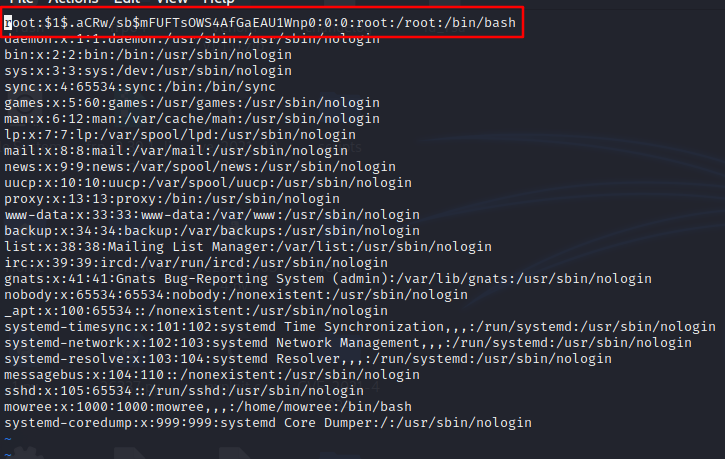 root:$1$.aCRw/sb$mFUFTsOWS4AfGaEAU1Wnp0:0:0:root:/root:/bin/bash
daemon:x:1:1:daemon:/usr/sbin:/usr/sbin/nologin
bin:x:2:2:bin:/bin:/usr/sbin/nologin
sys:x:3:3:sys:/dev:/usr/sbin/nologin
sync:x:4:65534:sync:/bin:/bin/sync
games:x:5:60:games:/usr/games:/usr/sbin/nologin
man:x:6:12:man:/var/cache/man:/usr/sbin/nologin
lp:x:7:7:lp:/var/spool/lpd:/usr/sbin/nologin
mail:x:8:8:mail:/var/mail:/usr/sbin/nologin
news:x:9:9:news:/var/spool/news:/usr/sbin/nologin
uucp:x:10:10:uucp:/var/spool/uucp:/usr/sbin/nologin
proxy:x:13:13:proxy:/bin:/usr/sbin/nologin
www-data:x:33:33:www-data:/var/www:/usr/sbin/nologin
backup:x:34:34:backup:/var/backups:/usr/sbin/nologin
list:x:38:38:Mailing List Manager:/var/list:/usr/sbin/nologin
irc:x:39:39:ircd:/var/run/ircd:/usr/sbin/nologin
gnats:x:41:41:Gnats Bug-Reporting System (admin):/var/lib/gnats:/usr/sbin/nologin
nobody:x:65534:65534:nobody:/nonexistent:/usr/sbin/nologin
_apt:x:100:65534::/nonexistent:/usr/sbin/nologin
systemd-timesync:x:101:102:systemd Time Synchronization,,,:/run/systemd:/usr/sbin/nologin
systemd-network:x:102:103:systemd Network Management,,,:/run/systemd:/usr/sbin/nologin
systemd-resolve:x:103:104:systemd Resolver,,,:/run/systemd:/usr/sbin/nologin
messagebus:x:104:110::/nonexistent:/usr/sbin/nologin
sshd:x:105:65534::/run/sshd:/usr/sbin/nologin
mowree:x:1000:1000:mowree,,,:/home/mowree:/bin/bash
systemd-coredump:x:999:999:systemd Core Dumper:/:/usr/sbin/nologin
~
~